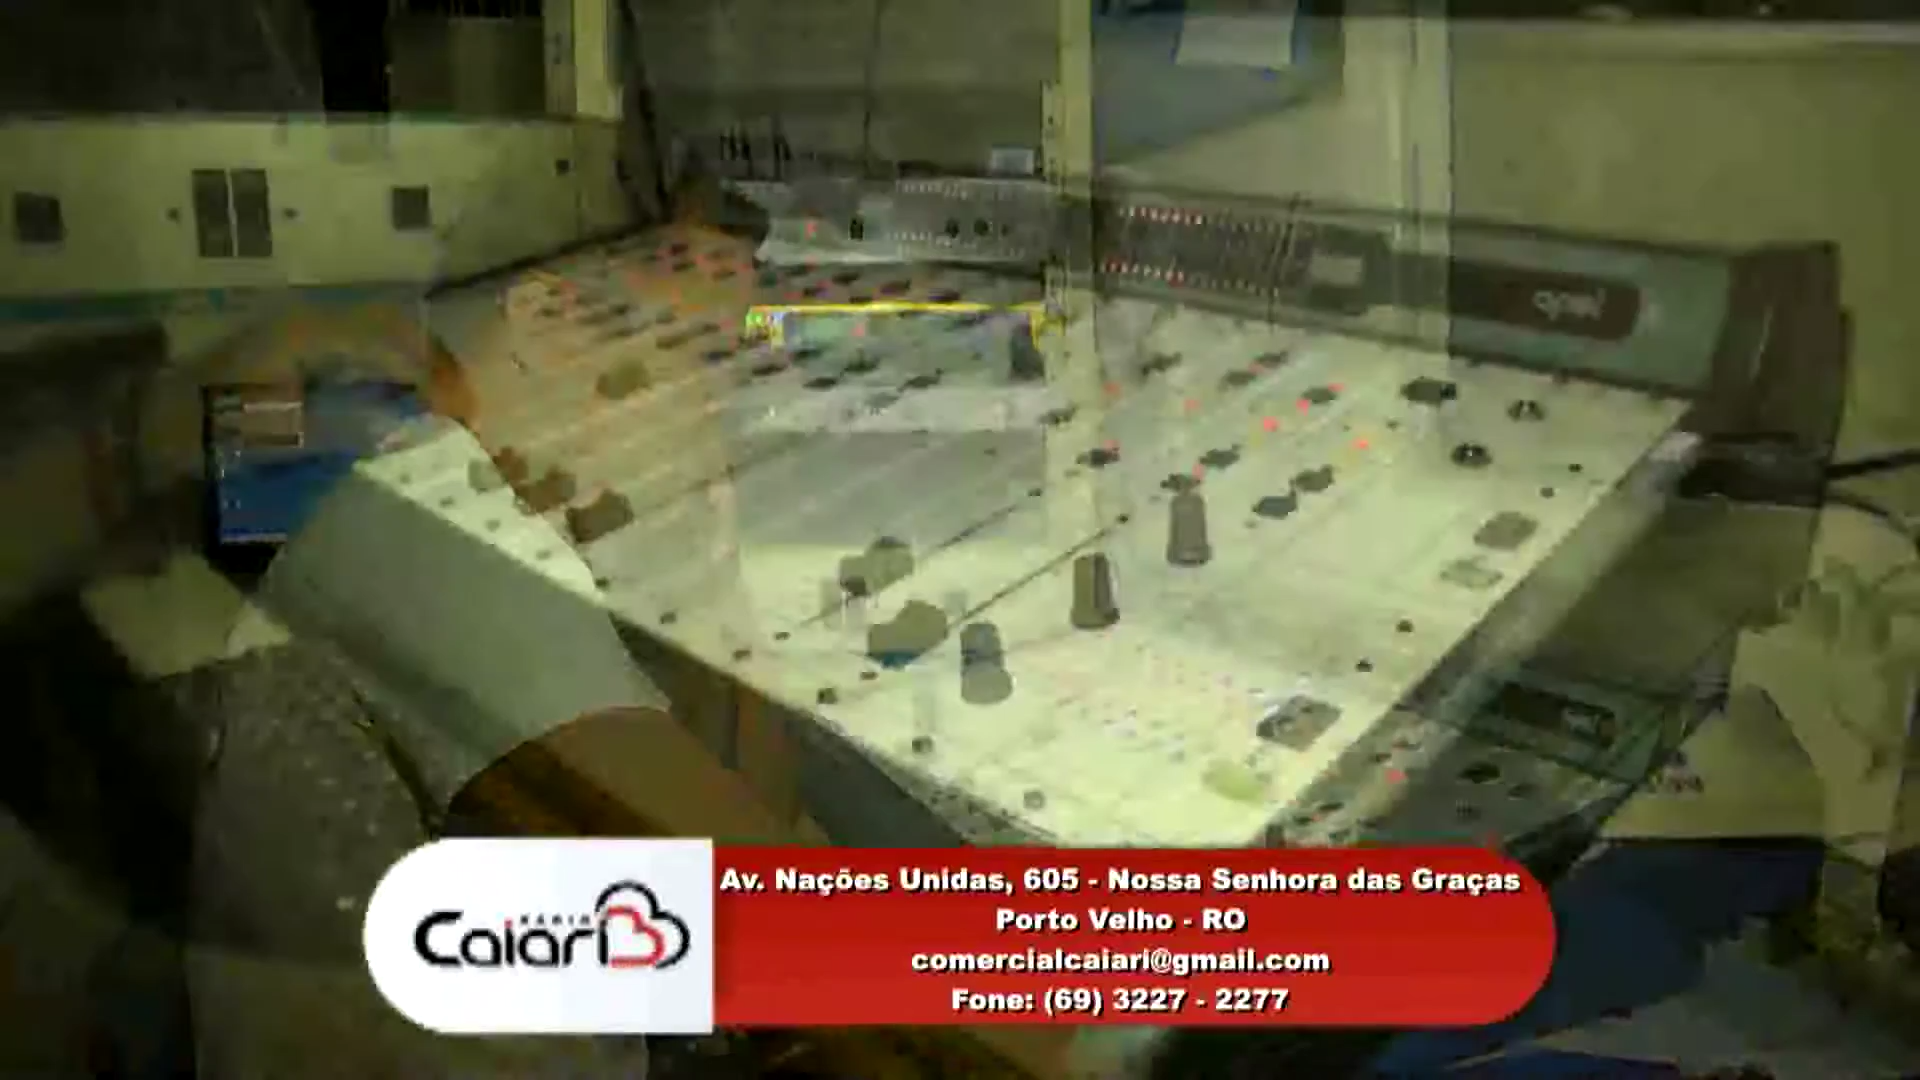 RÁDIO
Caiari
Av. Nações Unidas, 605 - Nossa Senhora das Graças
Porto Velho - RO
comercialcaiari@gmail.com
Fone: (69) 3227 - 2277